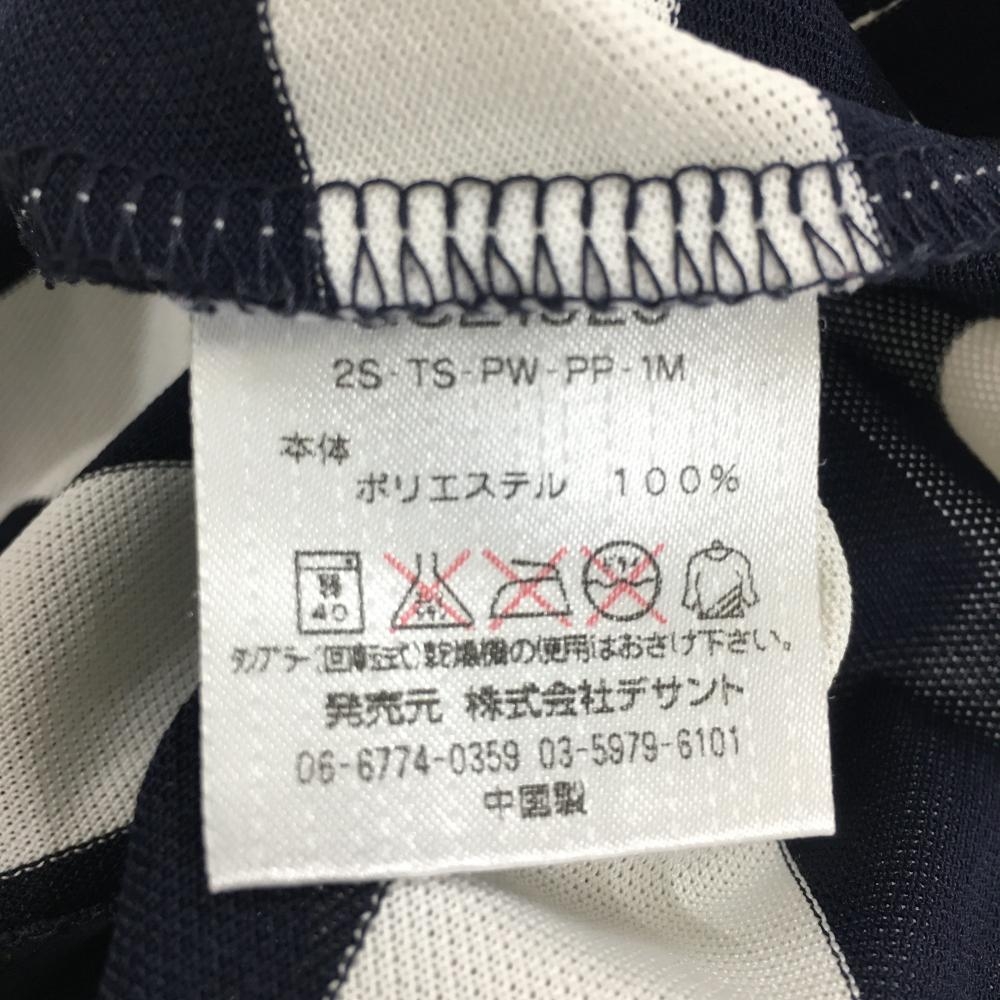 2S-TS-PW-PP-1M
本体
ポリエステル 100%
弱
40
タンブラー(回転式)乾燥機の使用はおさけ下さい。
発売元 株式会社デサント
06-6774-0359 03-5979-6101
中国製